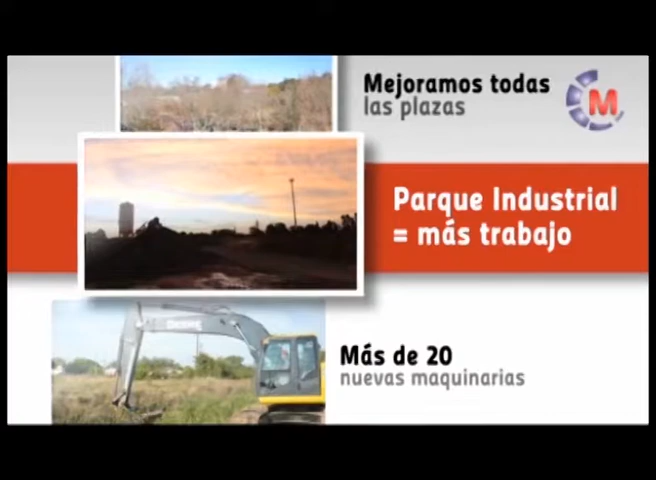 Mejoramos todas
las plazas
M
Parque Industrial
= más trabajo
Más de 20
nuevas maquinarias